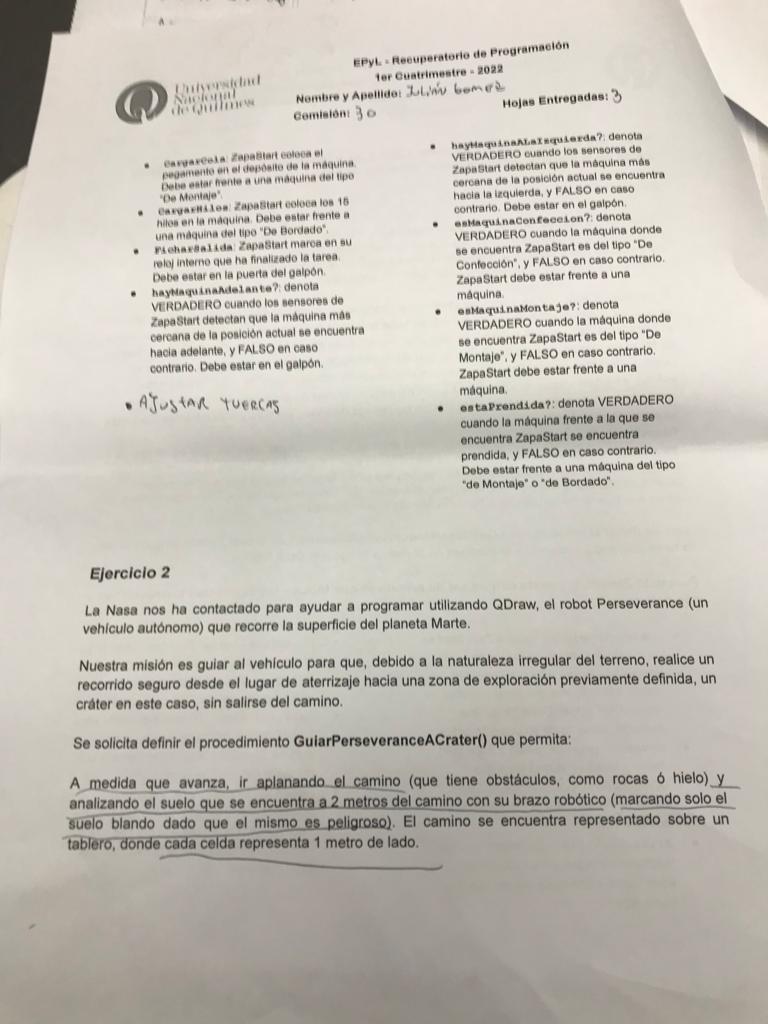 EPyL - Recuperatorio de Programación
1er Cuatrimestre - 2022
Universidad
Nacional
de Quilmes
Nombre y Apellido: Julián Gomez
Hojas Entregadas: 3
Comisión: 30
• CargarCola: ZapaStart coloca el
pegamento en el depósito de la máquina.
Debe estar frente a una máquina del tipo
"De Montaje".
• CargarHilos: ZapaStart coloca los 15
hilos en la máquina. Debe estar frente a
una máquina del tipo "De Bordado".
• FicharSalida: ZapaStart marca en su
reloj interno que ha finalizado la tarea.
Debe estar en la puerta del galpón.
• hayMaquinaAdelante?: denota
VERDADERO cuando los sensores de
ZapaStart detectan que la máquina más
cercana de la posición actual se encuentra
hacia adelante, y FALSO en caso
contrario. Debe estar en el galpón.
• AJUSTAR TUERCAS
• hayMaquinaALaIzquierda?: denota
VERDADERO cuando los sensores de
ZapaStart detectan que la máquina más
cercana de la posición actual se encuentra
hacia la izquierda, y FALSO en caso
contrario. Debe estar en el galpón.
• esMaquinaConfeccion?: denota
VERDADERO cuando la máquina donde
se encuentra ZapaStart es del tipo "De
Confección", y FALSO en caso contrario.
ZapaStart debe estar frente a una
máquina.
• esMaquinaMontaje?: denota
VERDADERO cuando la máquina donde
se encuentra ZapaStart es del tipo "De
Montaje", y FALSO en caso contrario.
ZapaStart debe estar frente a una
máquina.
• estaPrendida?: denota VERDADERO
cuando la máquina frente a la que se
encuentra ZapaStart se encuentra
prendida, y FALSO en caso contrario.
Debe estar frente a una máquina del tipo
"de Montaje" o "de Bordado".
Ejercicio 2
La Nasa nos ha contactado para ayudar a programar utilizando QDraw, el robot Perseverance (un
vehículo autónomo) que recorre la superficie del planeta Marte.
Nuestra misión es guiar al vehículo para que, debido a la naturaleza irregular del terreno, realice un
recorrido seguro desde el lugar de aterrizaje hacia una zona de exploración previamente definida, un
cráter en este caso, sin salirse del camino.
Se solicita definir el procedimiento GuiarPerseveranceACrater() que permita:
A medida que avanza, ir aplanando el camino (que tiene obstáculos, como rocas ó hielo) y
analizando el suelo que se encuentra a 2 metros del camino con su brazo robótico (marcando solo el
suelo blando dado que el mismo es peligroso). El camino se encuentra representado sobre un
tablero, donde cada celda representa 1 metro de lado.